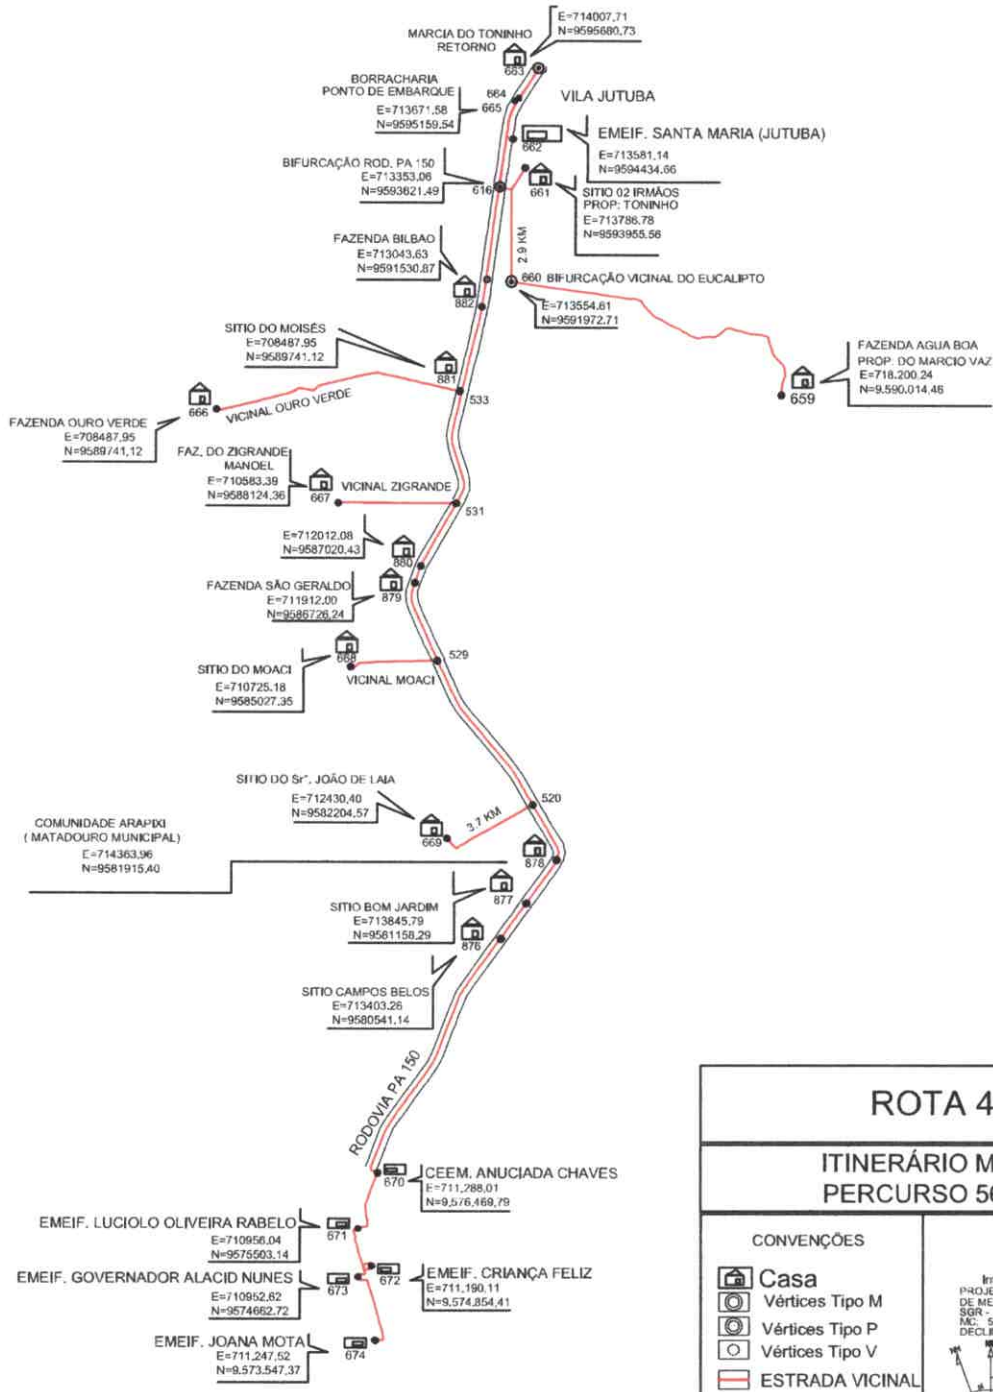 MARCIA DO TONINHO
RETORNO
E=714007,71
N=9595680,73
663
BORRACHARIA
PONTO DE EMBARQUE
E=713671.58
N=9595159.54
664
665
VILA JUTUBA
662
EMEIF. SANTA MARIA (JUTUBA)
E=713581,14
N=9594434.66
BIFURCAÇÃO ROD. PA 150
E=713353,06
N=9593621.49
616
661
SITIO 02 IRMÃOS
PROP: TONINHO
E=713786.78
N=9593955.56
2.9 KM
FAZENDA BILBAO
E=713043.63
N=9591530.87
882
660 BIFURCAÇÃO VICINAL DO EUCALIPTO
E=713554.61
N=9591972.71
SITIO DO MOISÉS
E=708487.95
N=9589741.12
881
533
FAZENDA AGUA BOA
PROP. DO MARCIO VAZ
E=718.200.24
N=9.590.014,46
659
666
VICINAL OURO VERDE
FAZENDA OURO VERDE
E=708487,95
N=9589741,12
FAZ. DO ZIGRANDE
MANOEL
E=710583,39
N=9588124,36
667
VICINAL ZIGRANDE
531
E=712012.08
N=9587020.43
880
FAZENDA SÃO GERALDO
E=711912.00
N=9586726,24
879
668
529
SITIO DO MOACI
E=710725.18
N=9585027.35
VICINAL MOACI
SITIO DO Srº. JOÃO DE LAIA
E=712430,40
N=9582204,57
669
3.7 KM
520
COMUNIDADE ARAPIXI
( MATADOURO MUNICIPAL)
E=714363,96
N=9581915,40
878
877
SITIO BOM JARDIM
E=713845,79
N=9581158,29
876
SITIO CAMPOS BELOS
E=713403.26
N=9580541,14
RODOVIA PA 150
670
CEEM. ANUCIADA CHAVES
E=711,288,01
N=9,576,469,79
EMEIF. LUCIOLO OLIVEIRA RABELO
E=710956.04
N=9575503.14
671
672
EMEIF. CRIANÇA FELIZ
E=711,190,11
N=9.574,854,41
EMEIF. GOVERNADOR ALACID NUNES
E=710952,62
N=9574662,72
673
EMEIF. JOANA MOTA
E=711,247,52
N=9.573.547,37
674
ROTA 4
ITINERÁRIO M
PERCURSO 56
CONVENÇÕES
Casa
Vértices Tipo M
Vértices Tipo P
Vértices Tipo V
ESTRADA VICINAL
PROJE
DE ME
SGR -
MC: 5
DECLI